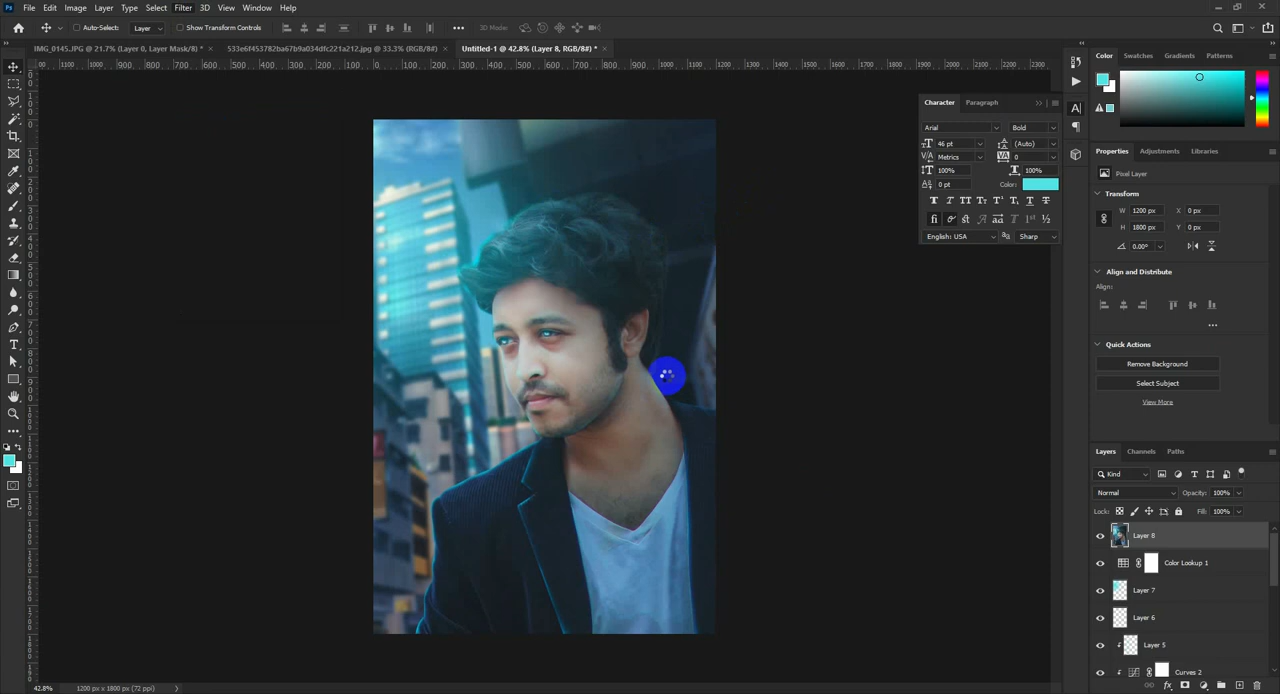 Ps File Edit Image Layer Type Select Filter 3D View Window Help
Auto-Select: Layer Show Transform Controls 3D Mode:
IMG_0145.JPG @ 21.7% (Layer 0, Layer Mask/8) * × 533e6f453782ba67b9a034dfc221a212.jpg @ 33.3% (RGB/8#) × Untitled-1 @ 42.8% (Layer 8, RGB/8#) * ×
Color Swatches Gradients Patterns
Character Paragraph
Arial Bold
46 pt (Auto)
Metrics 0
100% 100%
0 pt Color:
English: USA Sharp
Properties Adjustments Libraries
Pixel Layer
Transform
W 1200 px X 0 px
H 1800 px Y 0 px
0.00°
Align and Distribute
Align:
Quick Actions
Remove Background
Select Subject
View More
Layers Channels Paths
Kind
Normal Opacity: 100%
Lock: Fill: 100%
Layer 8
Color Lookup 1
Layer 7
Layer 6
Layer 5
Curves 2
42.8% 1200 px x 1800 px (72 ppi)